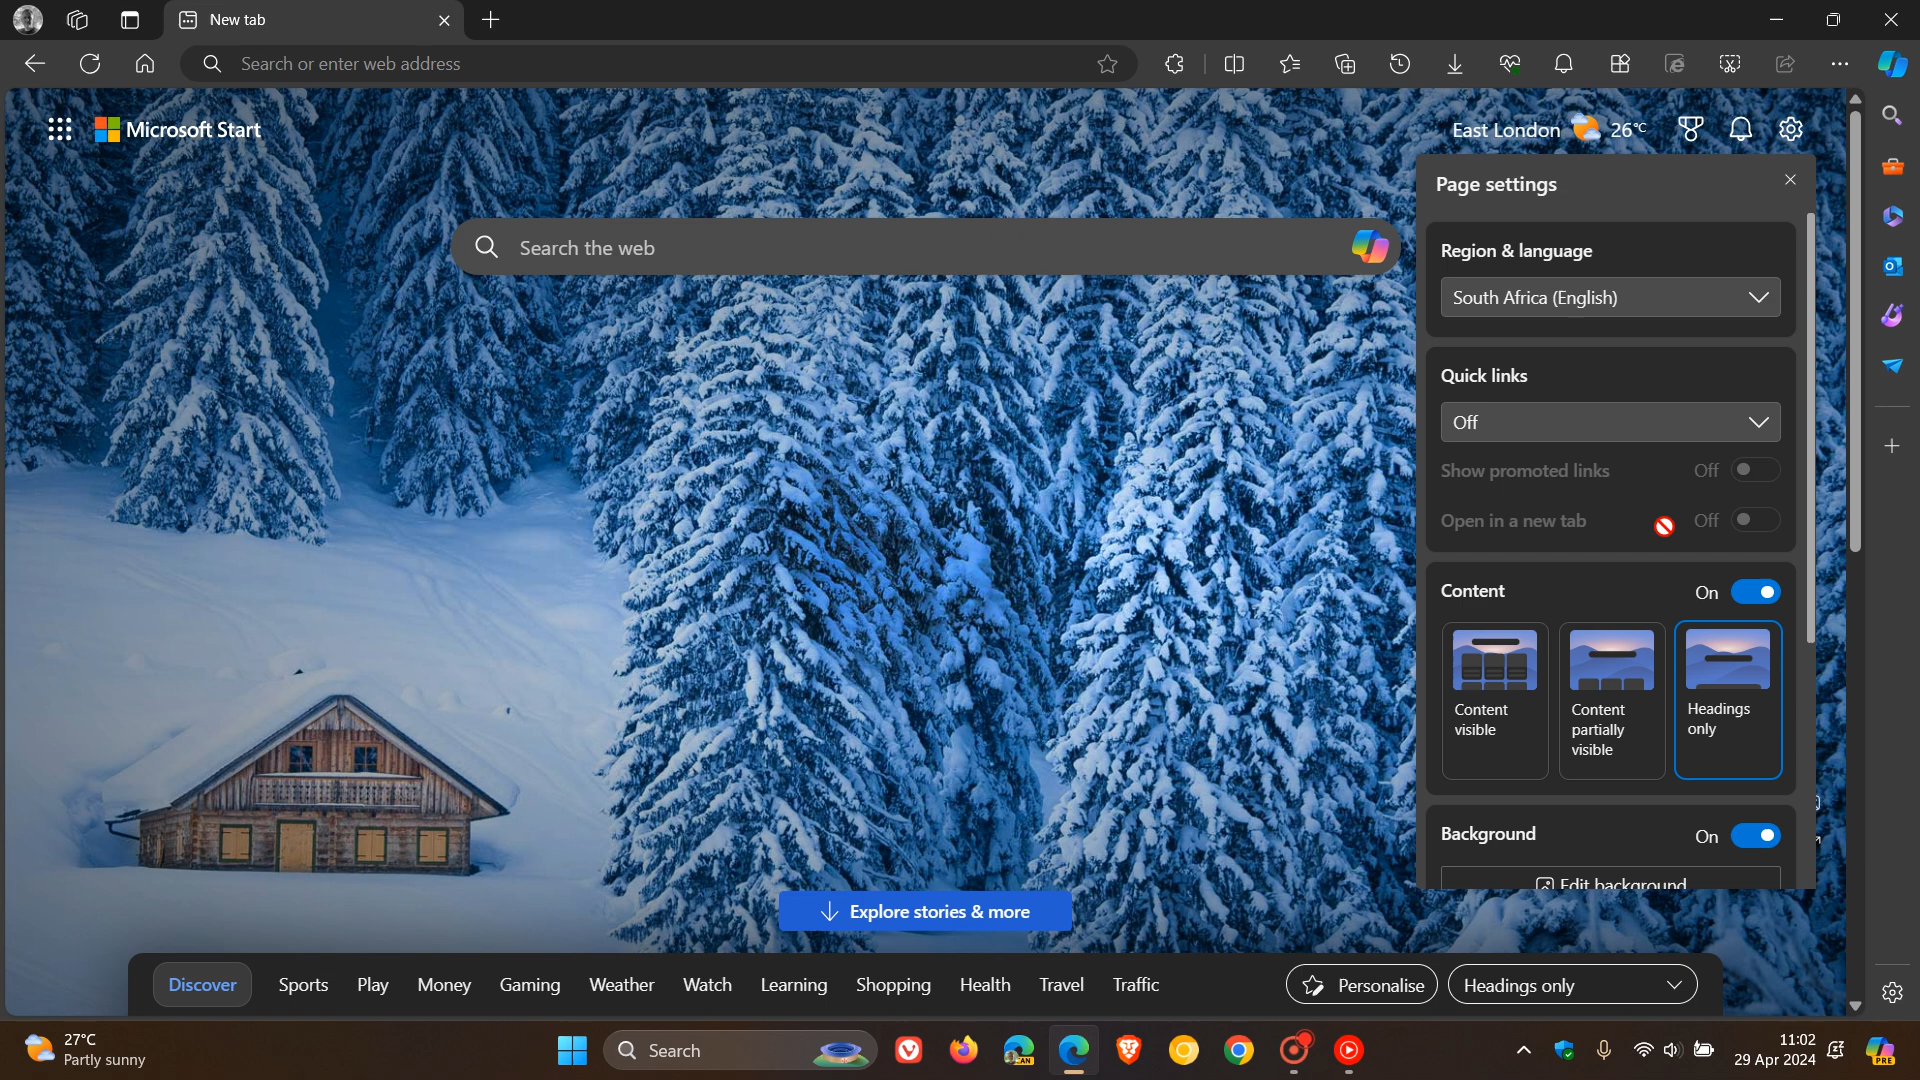 New tab
Search or enter web address
Microsoft Start
East London
26°C
Page settings
Search the web
Region & language
South Africa (English)
Quick links
Off
Show promoted links
Off
Open in a new tab
Off
Content
On
Content visible
Content partially visible
Headings only
Background
On
Edit background
Explore stories & more
Discover
Sports
Play
Money
Gaming
Weather
Watch
Learning
Shopping
Health
Travel
Traffic
Personalise
Headings only
27°C
Partly sunny
Search
CAN
11:02
29 Apr 2024
PRE